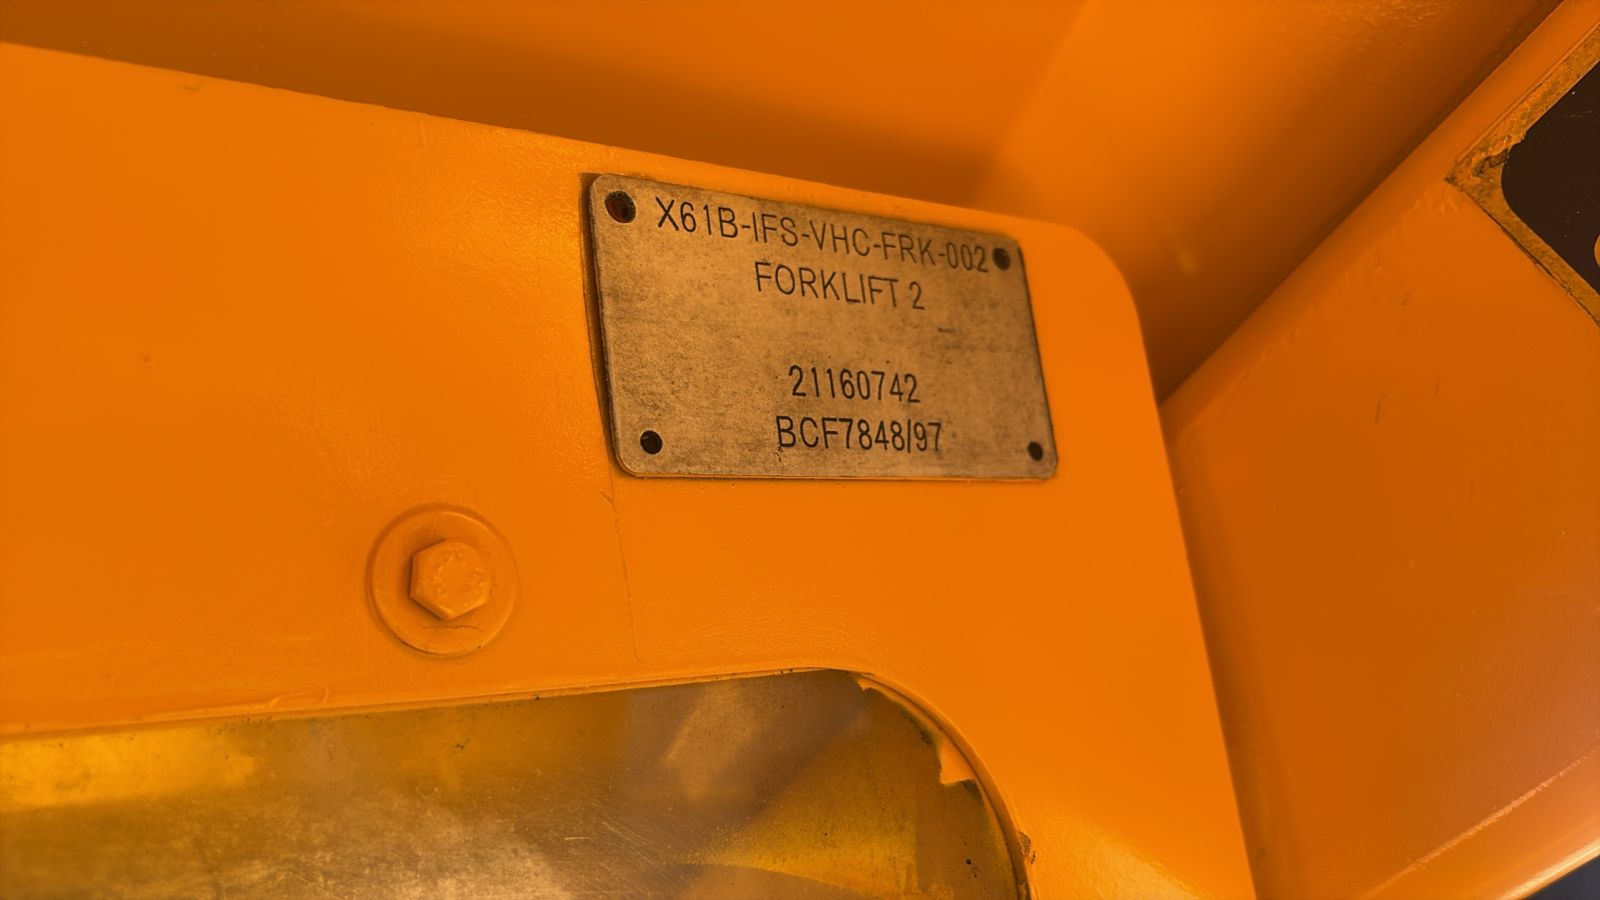 X61B-IFS-VHC-FRK-002
FORKLIFT 2
21160742
BCF7848/97